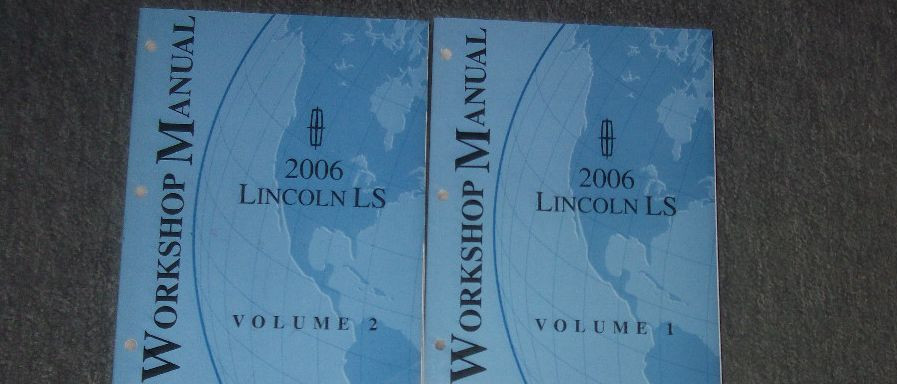 WORKSHOP MANUAL
2006
LINCOLN LS
VOLUME 2
WORKSHOP MANUAL
2006
LINCOLN LS
VOLUME 1